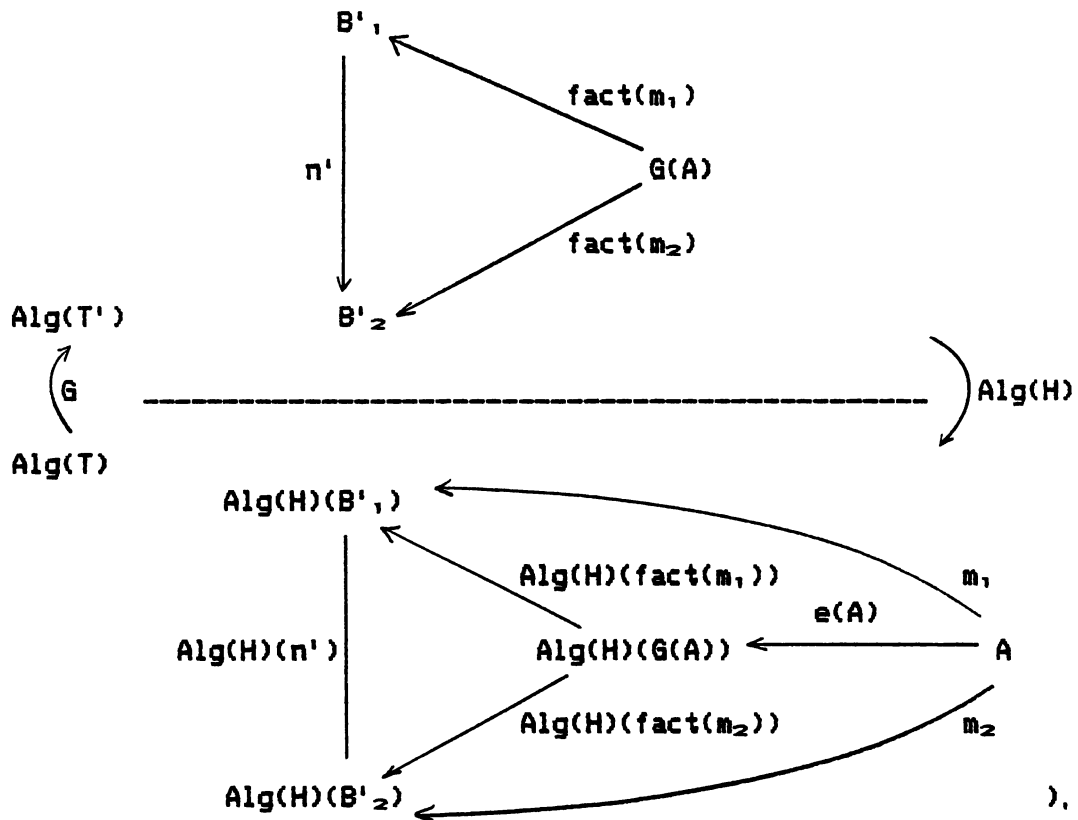 B'₁
fact(m₁)
n' G(A)
fact(m₂)
Alg(T') B'₂
G Alg(H)
Alg(T)
Alg(H)(B'₁)
Alg(H)(fact(m₁)) m₁
e(A)
Alg(H)(n') Alg(H)(G(A)) A
Alg(H)(fact(m₂)) m₂
Alg(H)(B'₂) ).